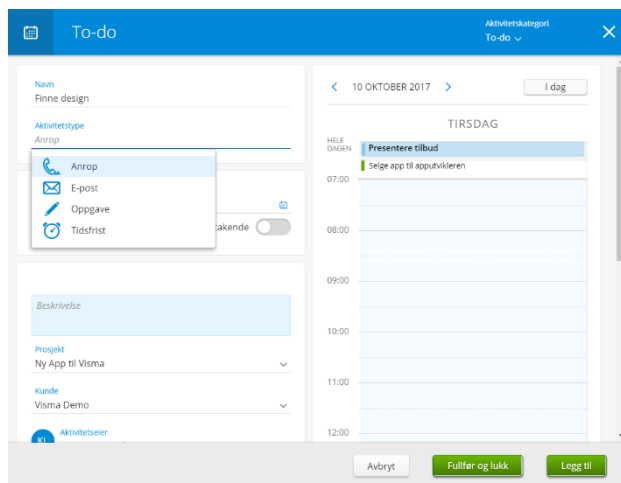 To-do
Aktivitetskategori
To-do
Navn
Finne design
Aktivitetstype
Anrop
Anrop
E-post
Oppgave
Tidsfrist
takende
Beskrivelse
Prosjekt
Ny App til Visma
Kunde
Visma Demo
Aktivitetseier
10 OKTOBER 2017
I dag
TIRSDAG
HELE
DAGEN
Presentere tilbud
Selge app til apputvikleren
07:00
08:00
09:00
10:00
11:00
12:00
Avbryt
Fullfør og lukk
Legg til